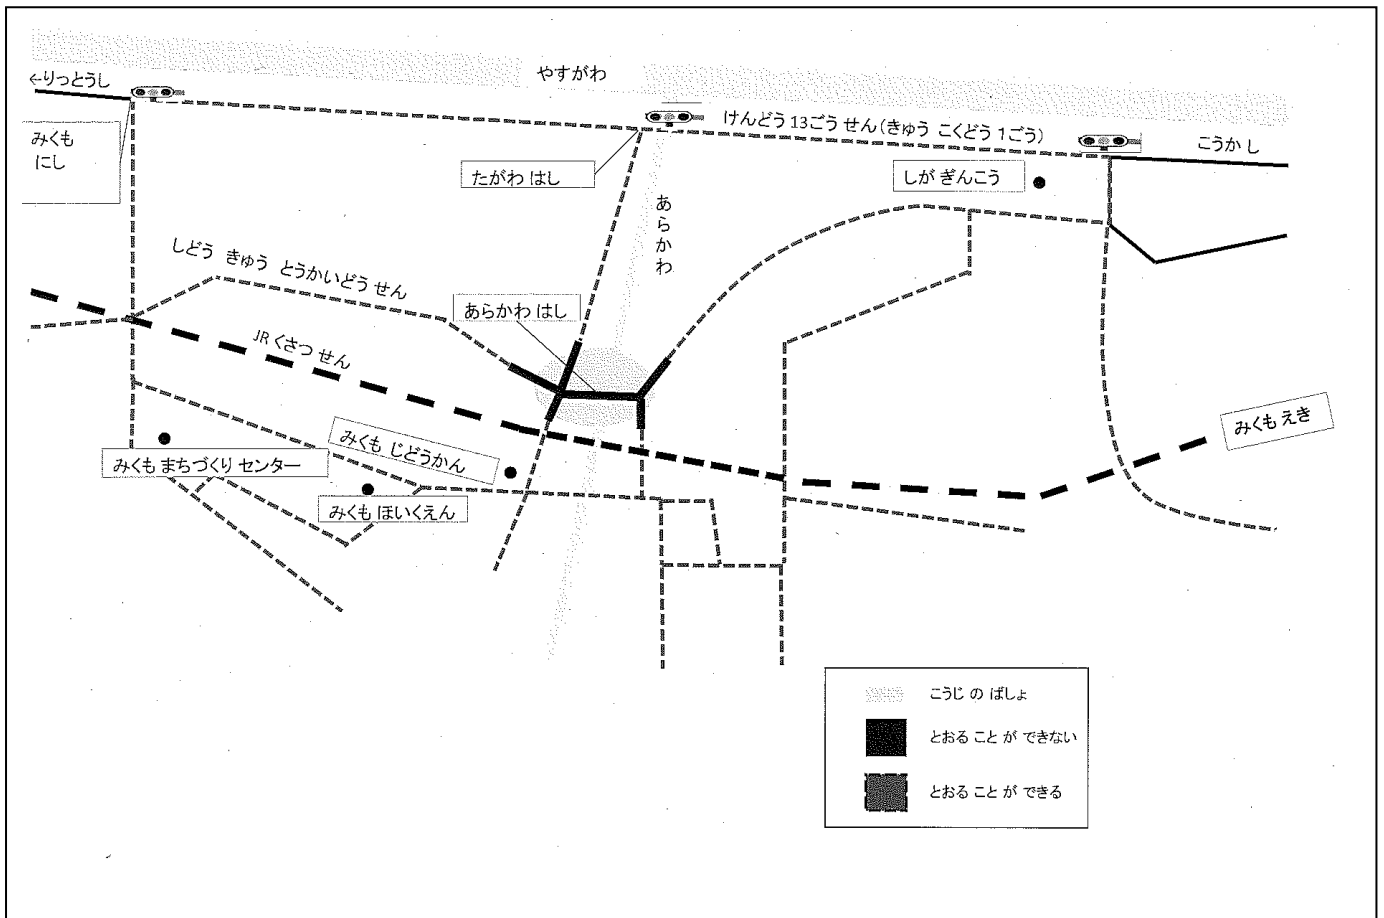 やすがわ
←りっとうし
けんどう 13ごう せん(きゅう こくどう 1ごう)
こうか し
みくも
にし
たがわ はし
しが ぎんこう
あらかわ
しどう きゅう とうかいどう せん
あらかわ はし
JR くさつ せん
みくも えき
みくも じどうかん
みくも まちづくり センター
みくも ほいくえん
こうじ の ばしょ
とおる こと が できない
とおる こと が できる